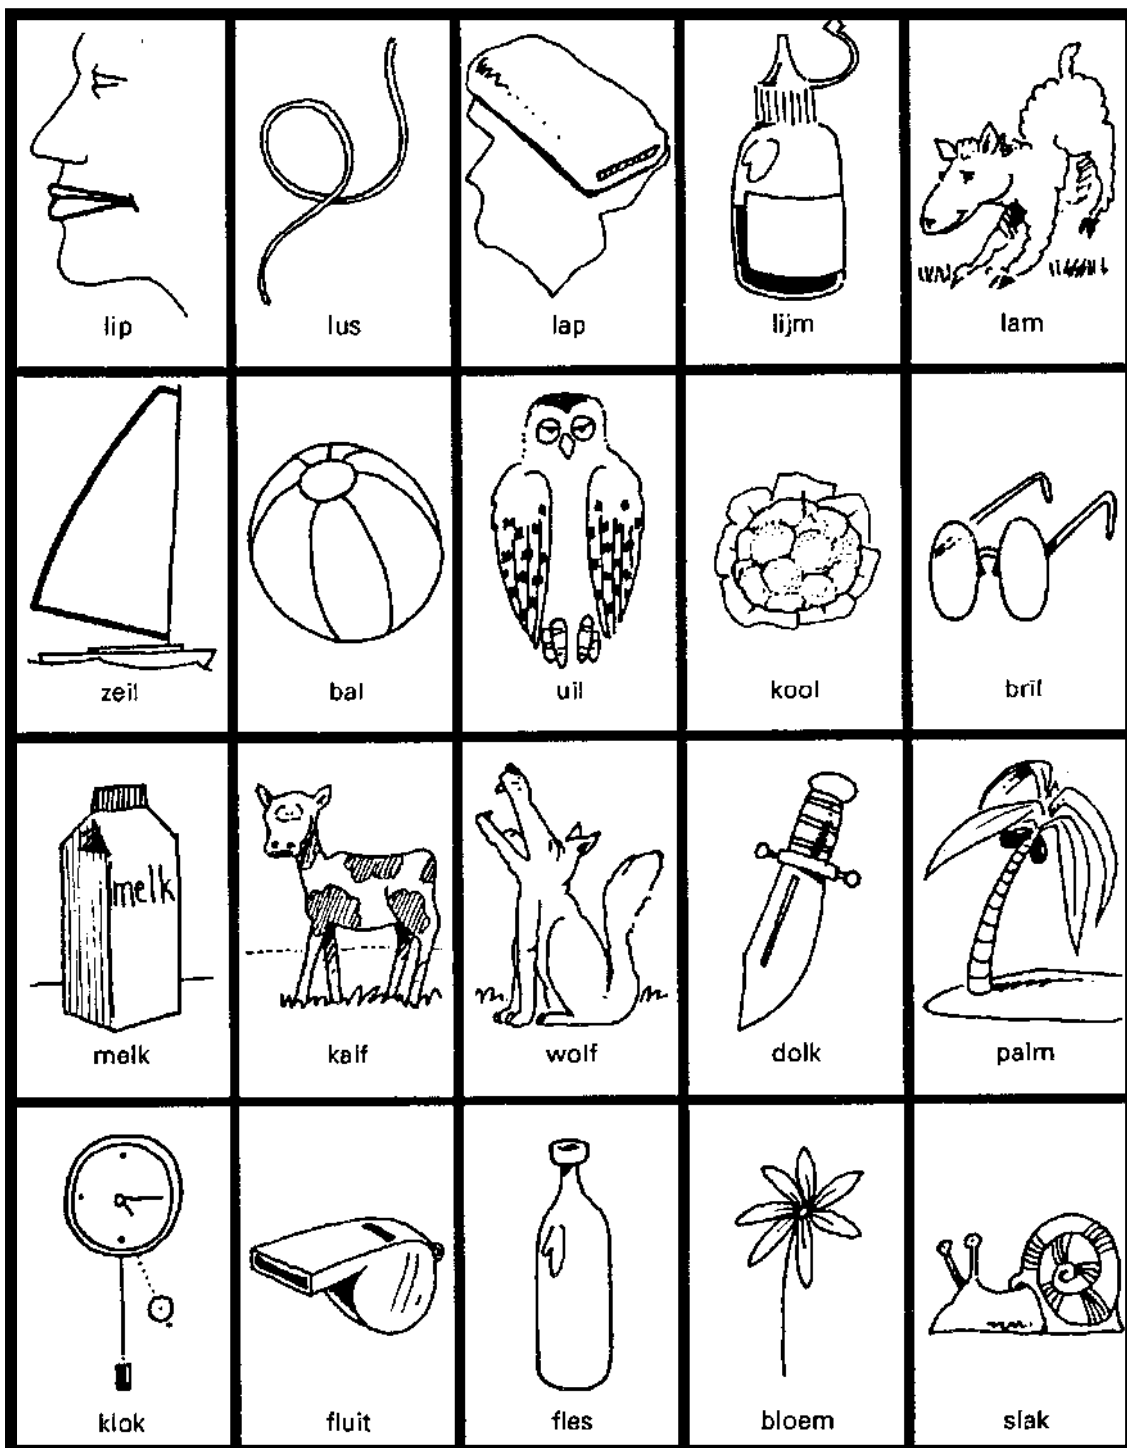 lip lus lap lijm lam
zeil bal uil kool bril
melk
melk kalf wolf dolk palm
klok fluit fles bloem slak